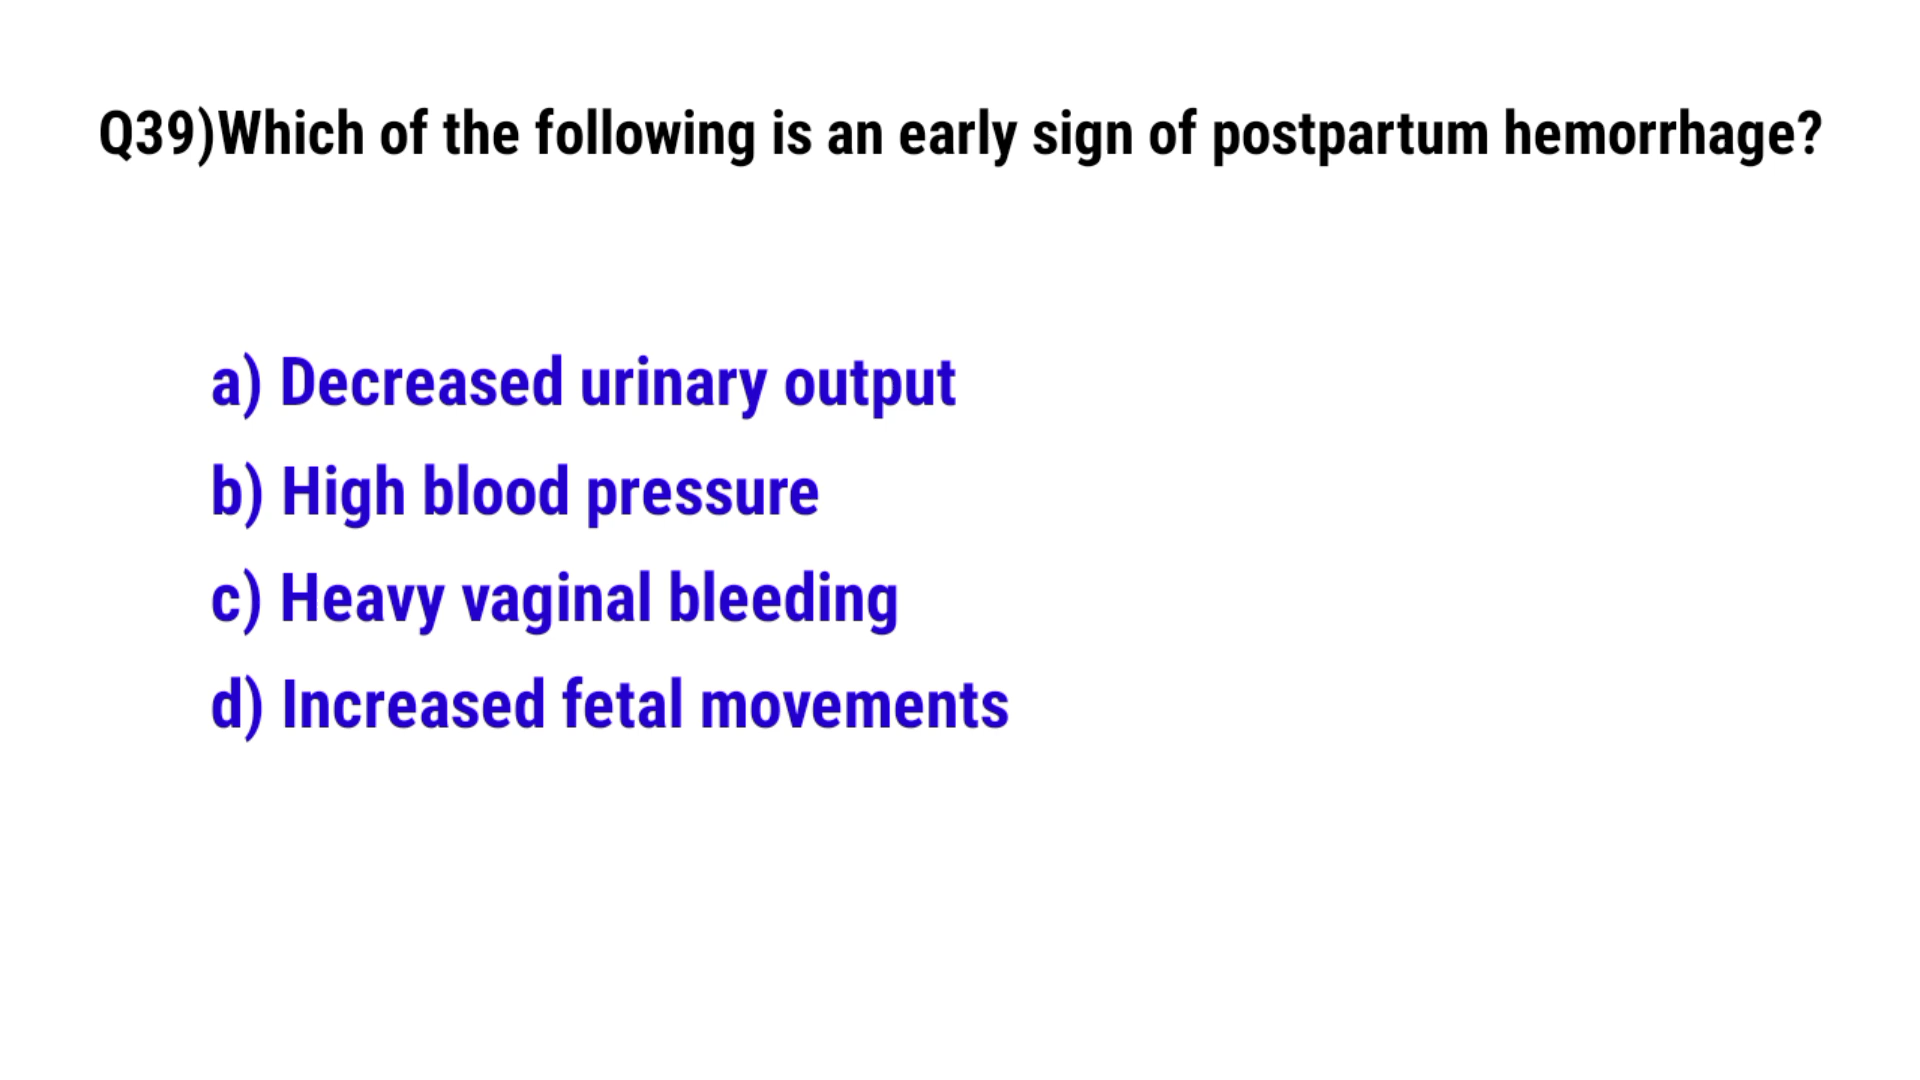 Q39)Which of the following is an early sign of postpartum hemorrhage?
a) Decreased urinary output
b) High blood pressure
c) Heavy vaginal bleeding
d) Increased fetal movements